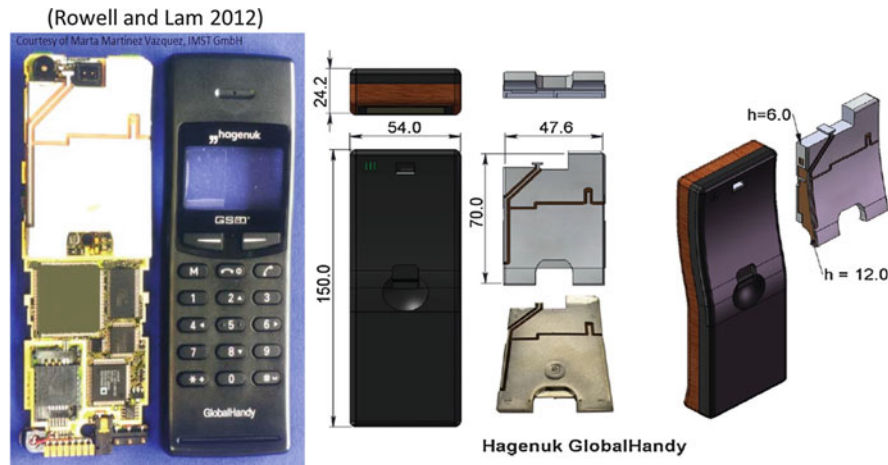 (Rowell and Lam 2012)
Courtesy of Marta Martinez Vazquez, IMST GmbH
hagenuk
GSM
M
1
2
3
4
5
6
7
8
9
0
GlobalHandy
24.2
54.0
150.0
47.6
70.0
h=6.0
h = 12.0
Hagenuk GlobalHandy